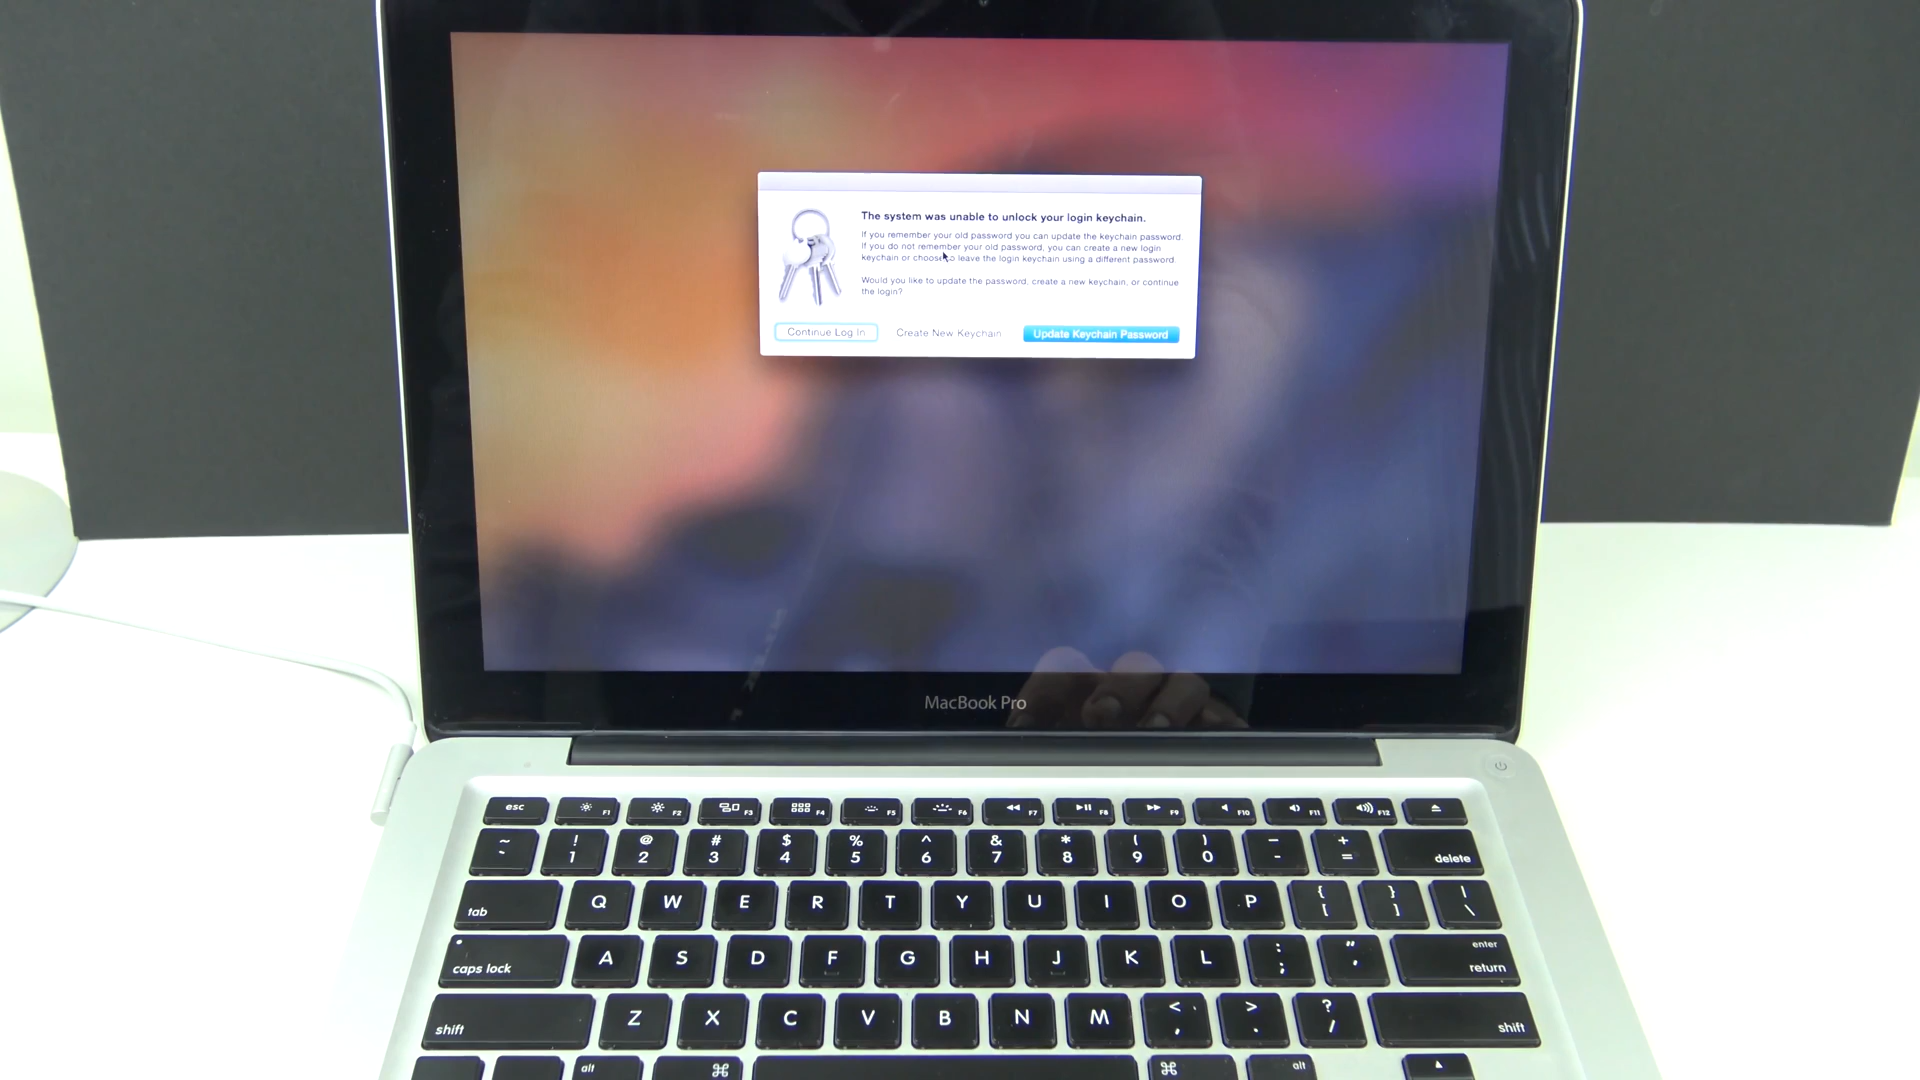 The system was unable to unlock your login keychain.
If you remember your old password you can update the keychain password.
If you do not remember your old password, you can create a new login
keychain or choose to leave the login keychain using a different password.
Would you like to update the password, create a new keychain, or continue
the login?
Continue Log In Create New Keychain Update Keychain Password
MacBook Pro
esc F1 F2 F3 F4 F5 F6 F7 F8 F9 F10 F11 F12
~ ! @ # $ % ^ & * ( ) – +
` 1 2 3 4 5 6 7 8 9 0 - = delete
tab Q W E R T Y U I O P { } |
[ ] \
caps lock A S D F G H J K L : " enter
; ' return
shift Z X C V B N M < > ? shift
, . /
alt ⌘ ⌘ alt